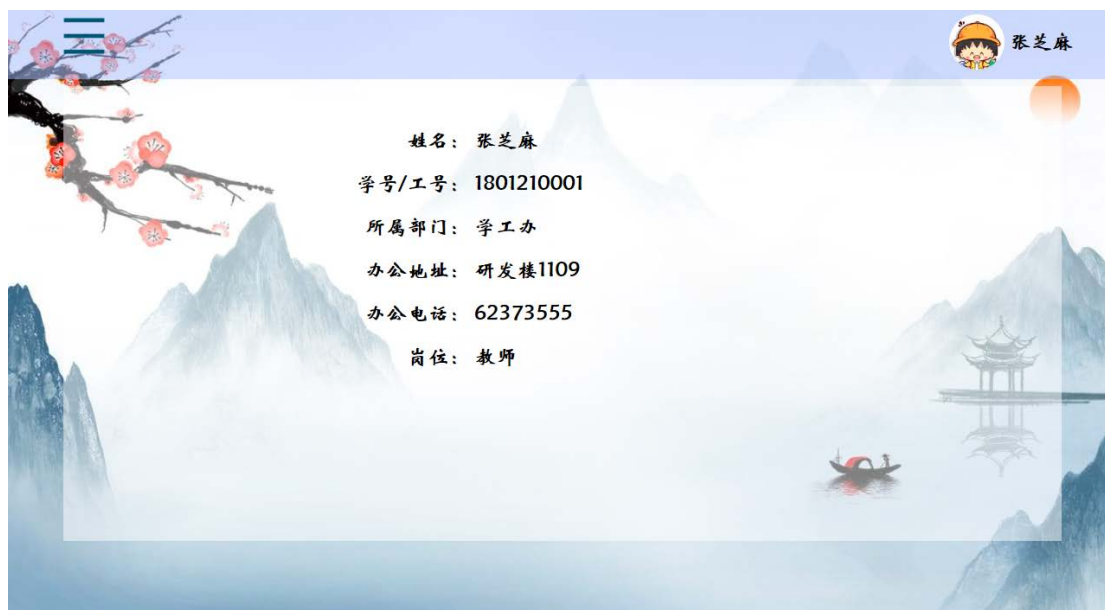 张芝麻
姓名： 张芝麻
学号/工号： 1801210001
所属部门： 学工办
办公地址： 研发楼1109
办公电话： 62373555
岗位： 教师